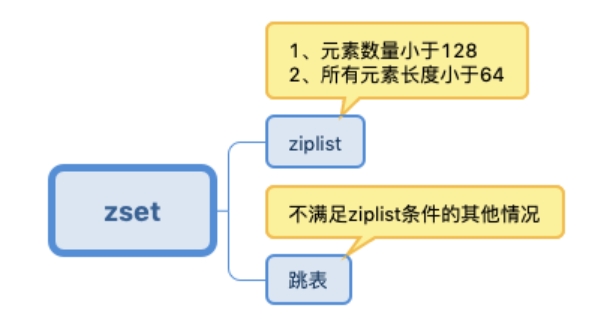 1、元素数量小于128
2、所有元素长度小于64
ziplist
zset
不满足ziplist条件的其他情况
跳表